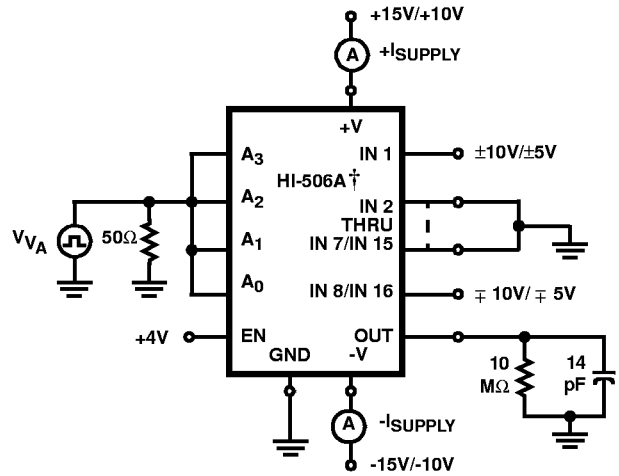 +15V/+10V
A
+ISUPPLY
+V
A3
IN 1
±10V/±5V
HI-506A†
A2
IN 2
THRU
VVA
50Ω
A1
IN 7/IN 15
A0
IN 8/IN 16
∓ 10V/ ∓ 5V
+4V
EN
OUT
GND
-V
10
MΩ
14
pF
A
-ISUPPLY
-15V/-10V